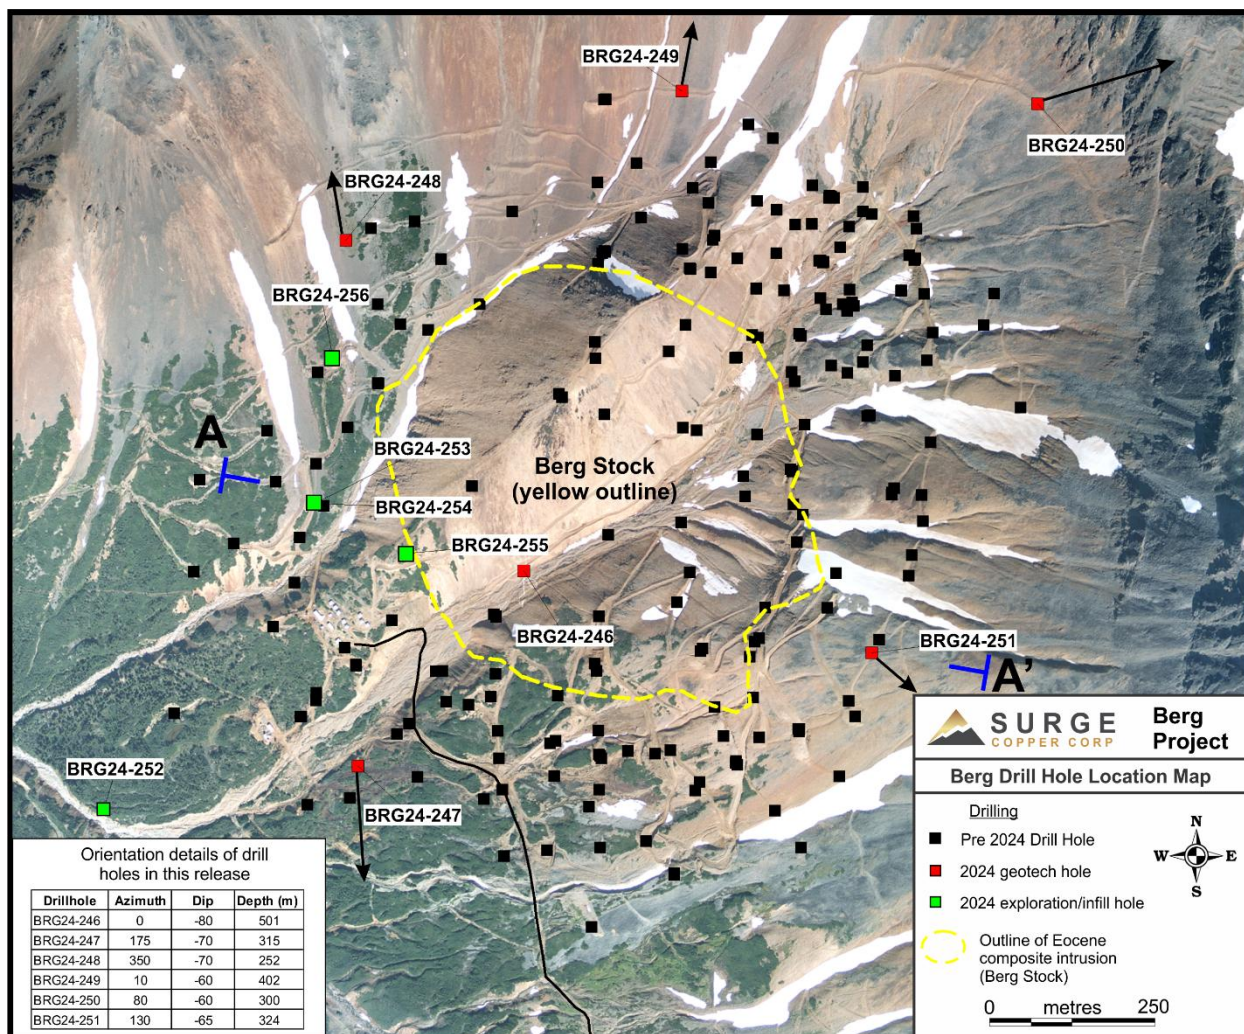 BRG24-249
BRG24-250
BRG24-248
BRG24-256
A
BRG24-253
BRG24-254
Berg Stock
(yellow outline)
BRG24-255
BRG24-246
BRG24-251
A'
BRG24-252
BRG24-247
Orientation details of drill
holes in this release
Drillhole Azimuth Dip Depth (m)
BRG24-246 0 -80 501
BRG24-247 175 -70 315
BRG24-248 350 -70 252
BRG24-249 10 -60 402
BRG24-250 80 -60 300
BRG24-251 130 -65 324
SURGE
COPPER CORP
Berg
Project
Berg Drill Hole Location Map
Drilling
Pre 2024 Drill Hole
2024 geotech hole
2024 exploration/infill hole
Outline of Eocene
composite intrusion
(Berg Stock)
N
W E
S
0 metres 250